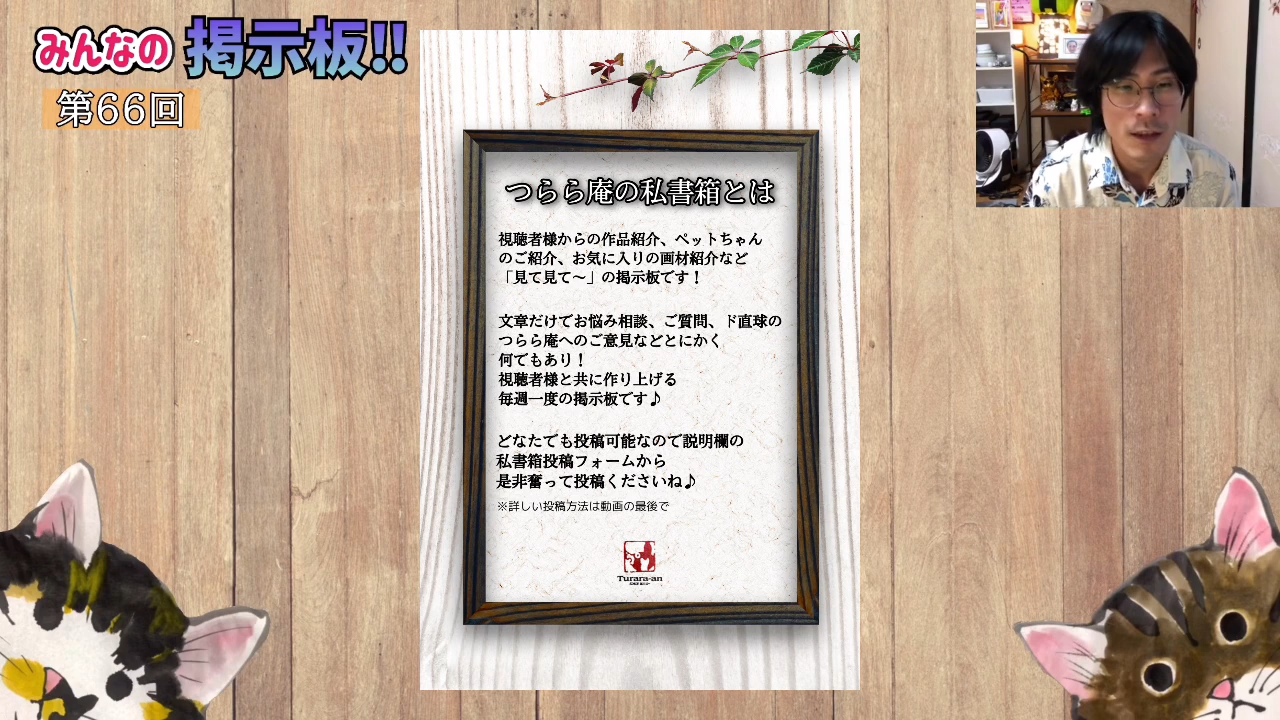 みんなの掲示板!!
第66回
つらら庵の私書箱とは
視聴者様からの作品紹介、ペットちゃん
のご紹介、お気に入りの画材紹介など
「見て見て～」の掲示板です！
文章だけでお悩み相談、ご質問、ド直球の
つらら庵へのご意見などとにかく
何でもあり！
視聴者様と共に作り上げる
毎週一度の掲示板です♪
どなたでも投稿可能なので説明欄の
私書箱投稿フォームから
是非奮って投稿くださいね♪
※詳しい投稿方法は動画の最後で
Turara-an